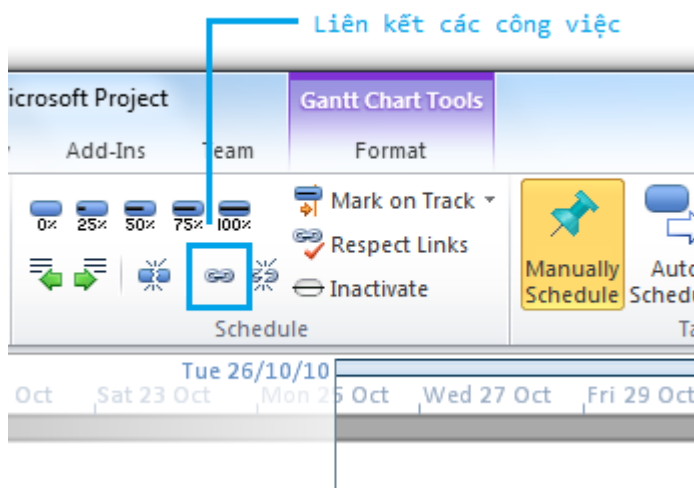 Liên kết các công việc
icrosoft Project
Gantt Chart Tools
Add-Ins Team Format
0% 25% 50% 75% 100%
Mark on Track
Respect Links
Inactivate
Manually Schedule
Auto Schedu
Schedule Ta
Tue 26/10/10
Oct Sat 23 Oct Mon 25 Oct Wed 27 Oct Fri 29 Oct